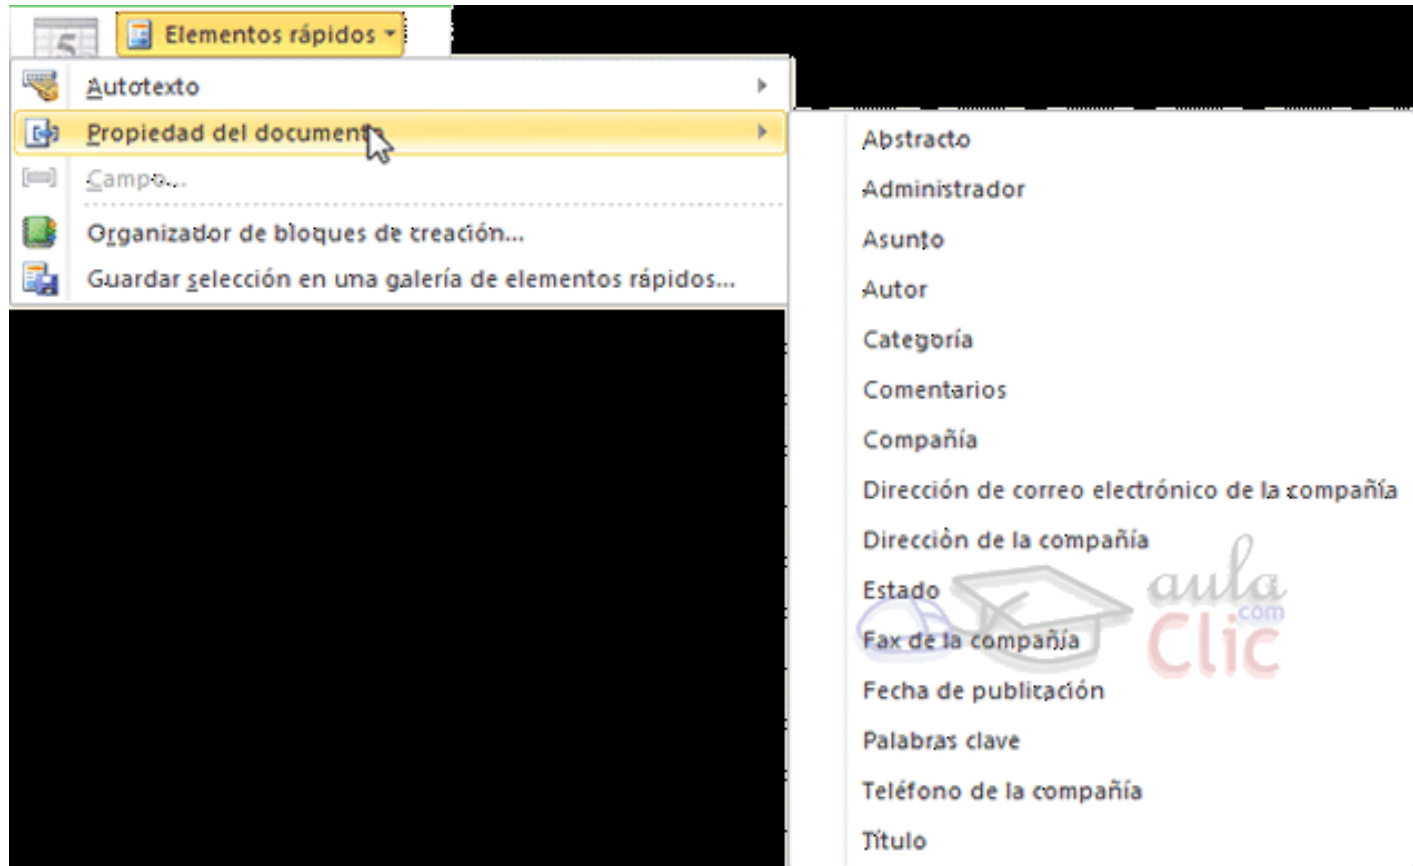 5
Elementos rápidos
Autotexto
Propiedad del documento
Campo...
Organizador de bloques de creación...
Guardar selección en una galería de elementos rápidos...
Abstracto
Administrador
Asunto
Autor
Categoría
Comentarios
Compañía
Dirección de correo electrónico de la compañía
Dirección de la compañía
Estado
Fax de la compañía
Fecha de publicación
Palabras clave
Teléfono de la compañía
Título
aula
.com
Clic